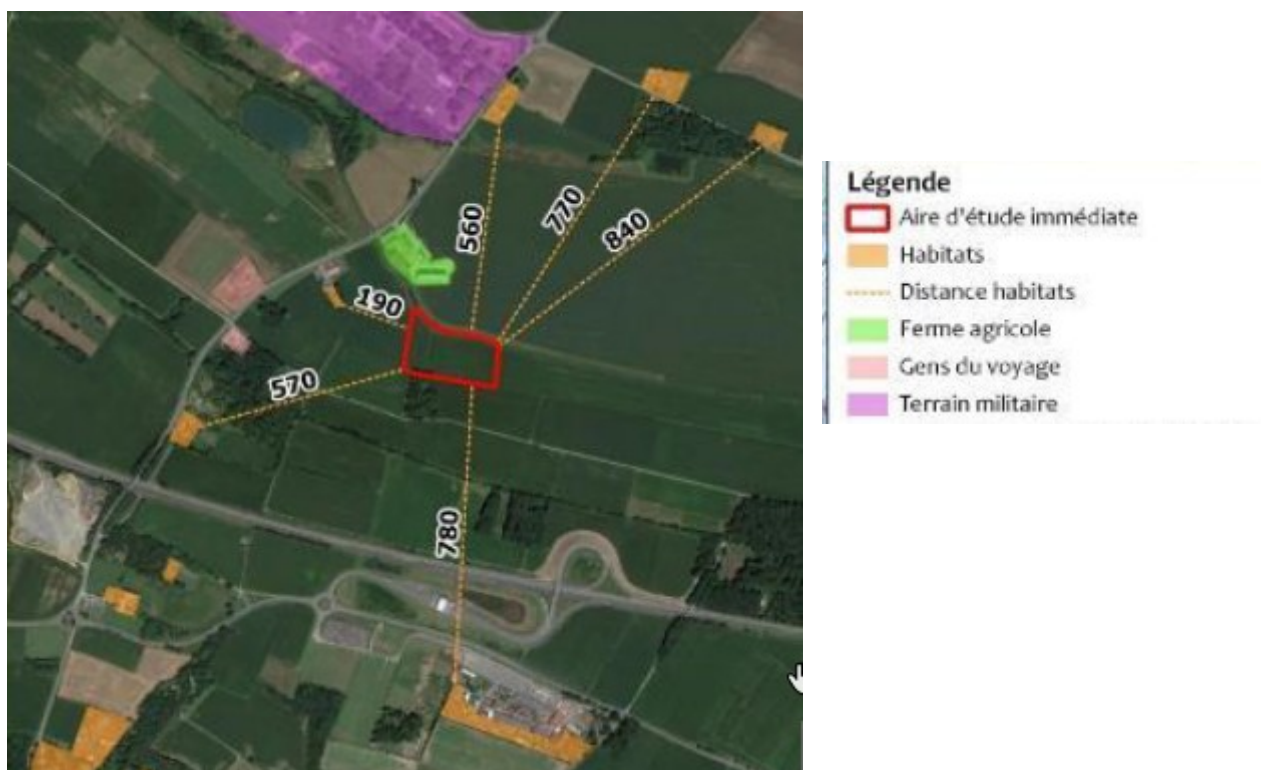 560
770
840
190
570
780
Légende
Aire d'étude immédiate
Habitats
Distance habitats
Ferme agricole
Gens du voyage
Terrain militaire